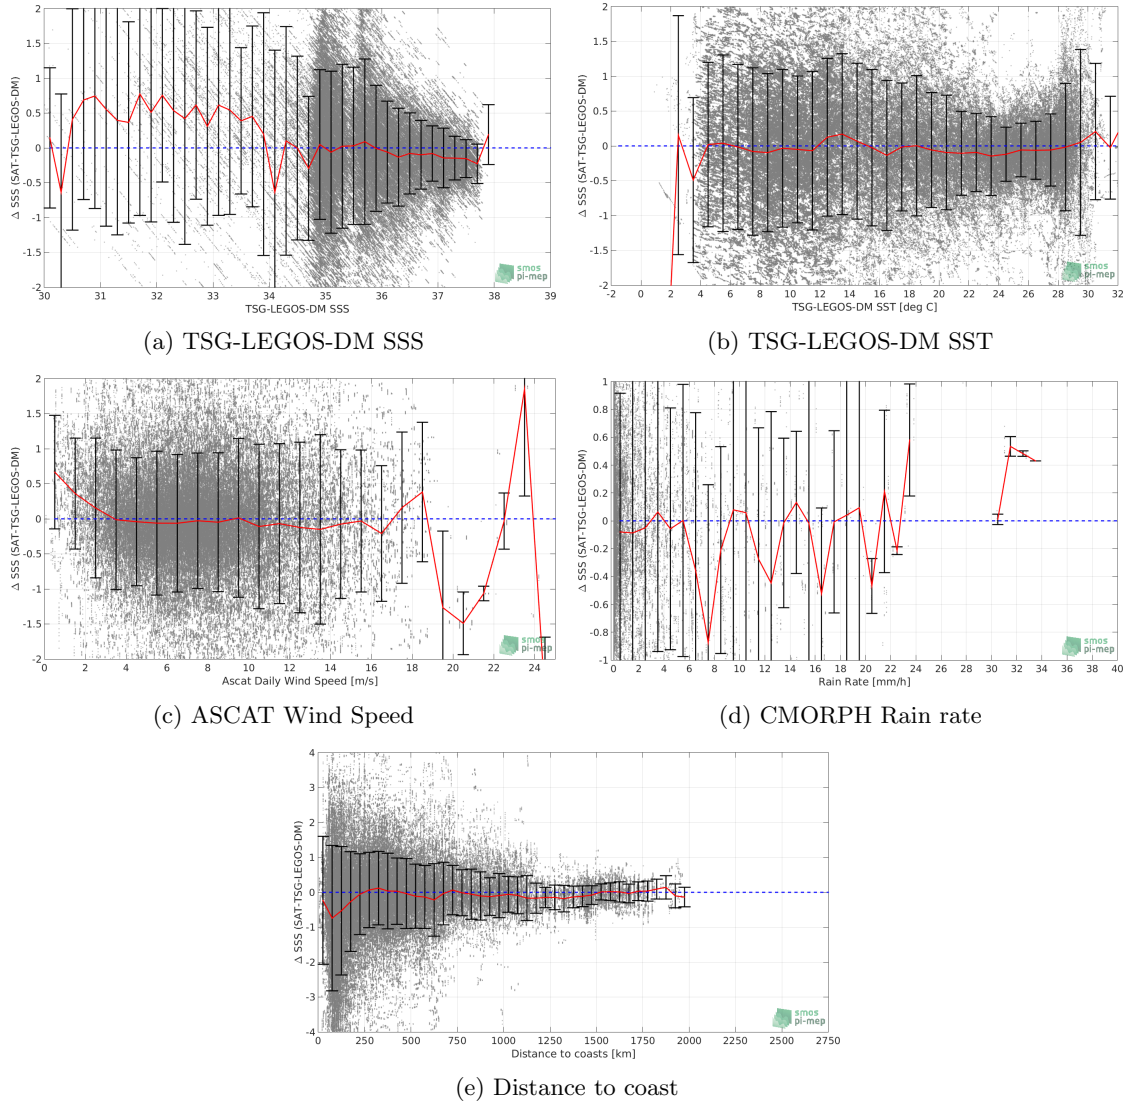 2
1.5
1
0.5
0
-0.5
-1
-1.5
-2
Δ SSS (SAT-TSG-LEGOS-DM)
30 31 32 33 34 35 36 37 38 39
TSG-LEGOS-DM SSS
smos
pi-mep
(a) TSG-LEGOS-DM SSS
2
1.5
1
0.5
0
-0.5
-1
-1.5
-2
Δ SSS (SAT-TSG-LEGOS-DM)
-2 0 2 4 6 8 10 12 14 16 18 20 22 24 26 28 30 32
TSG-LEGOS-DM SST [deg C]
smos
pi-mep
(b) TSG-LEGOS-DM SST
2
1.5
1
0.5
0
-0.5
-1
-1.5
-2
Δ SSS (SAT-TSG-LEGOS-DM)
0 2 4 6 8 10 12 14 16 18 20 22 24
Ascat Daily Wind Speed [m/s]
smos
pi-mep
(c) ASCAT Wind Speed
1
0.8
0.6
0.4
0.2
0
-0.2
-0.4
-0.6
-0.8
-1
Δ SSS (SAT-TSG-LEGOS-DM)
0 2 4 6 8 10 12 14 16 18 20 22 24 26 28 30 32 34 36 38 40
Rain Rate [mm/h]
smos
pi-mep
(d) CMORPH Rain rate
4
3
2
1
0
-1
-2
-3
-4
Δ SSS (SAT-TSG-LEGOS-DM)
0 250 500 750 1000 1250 1500 1750 2000 2250 2500 2750
Distance to coasts [km]
smos
pi-mep
(e) Distance to coast